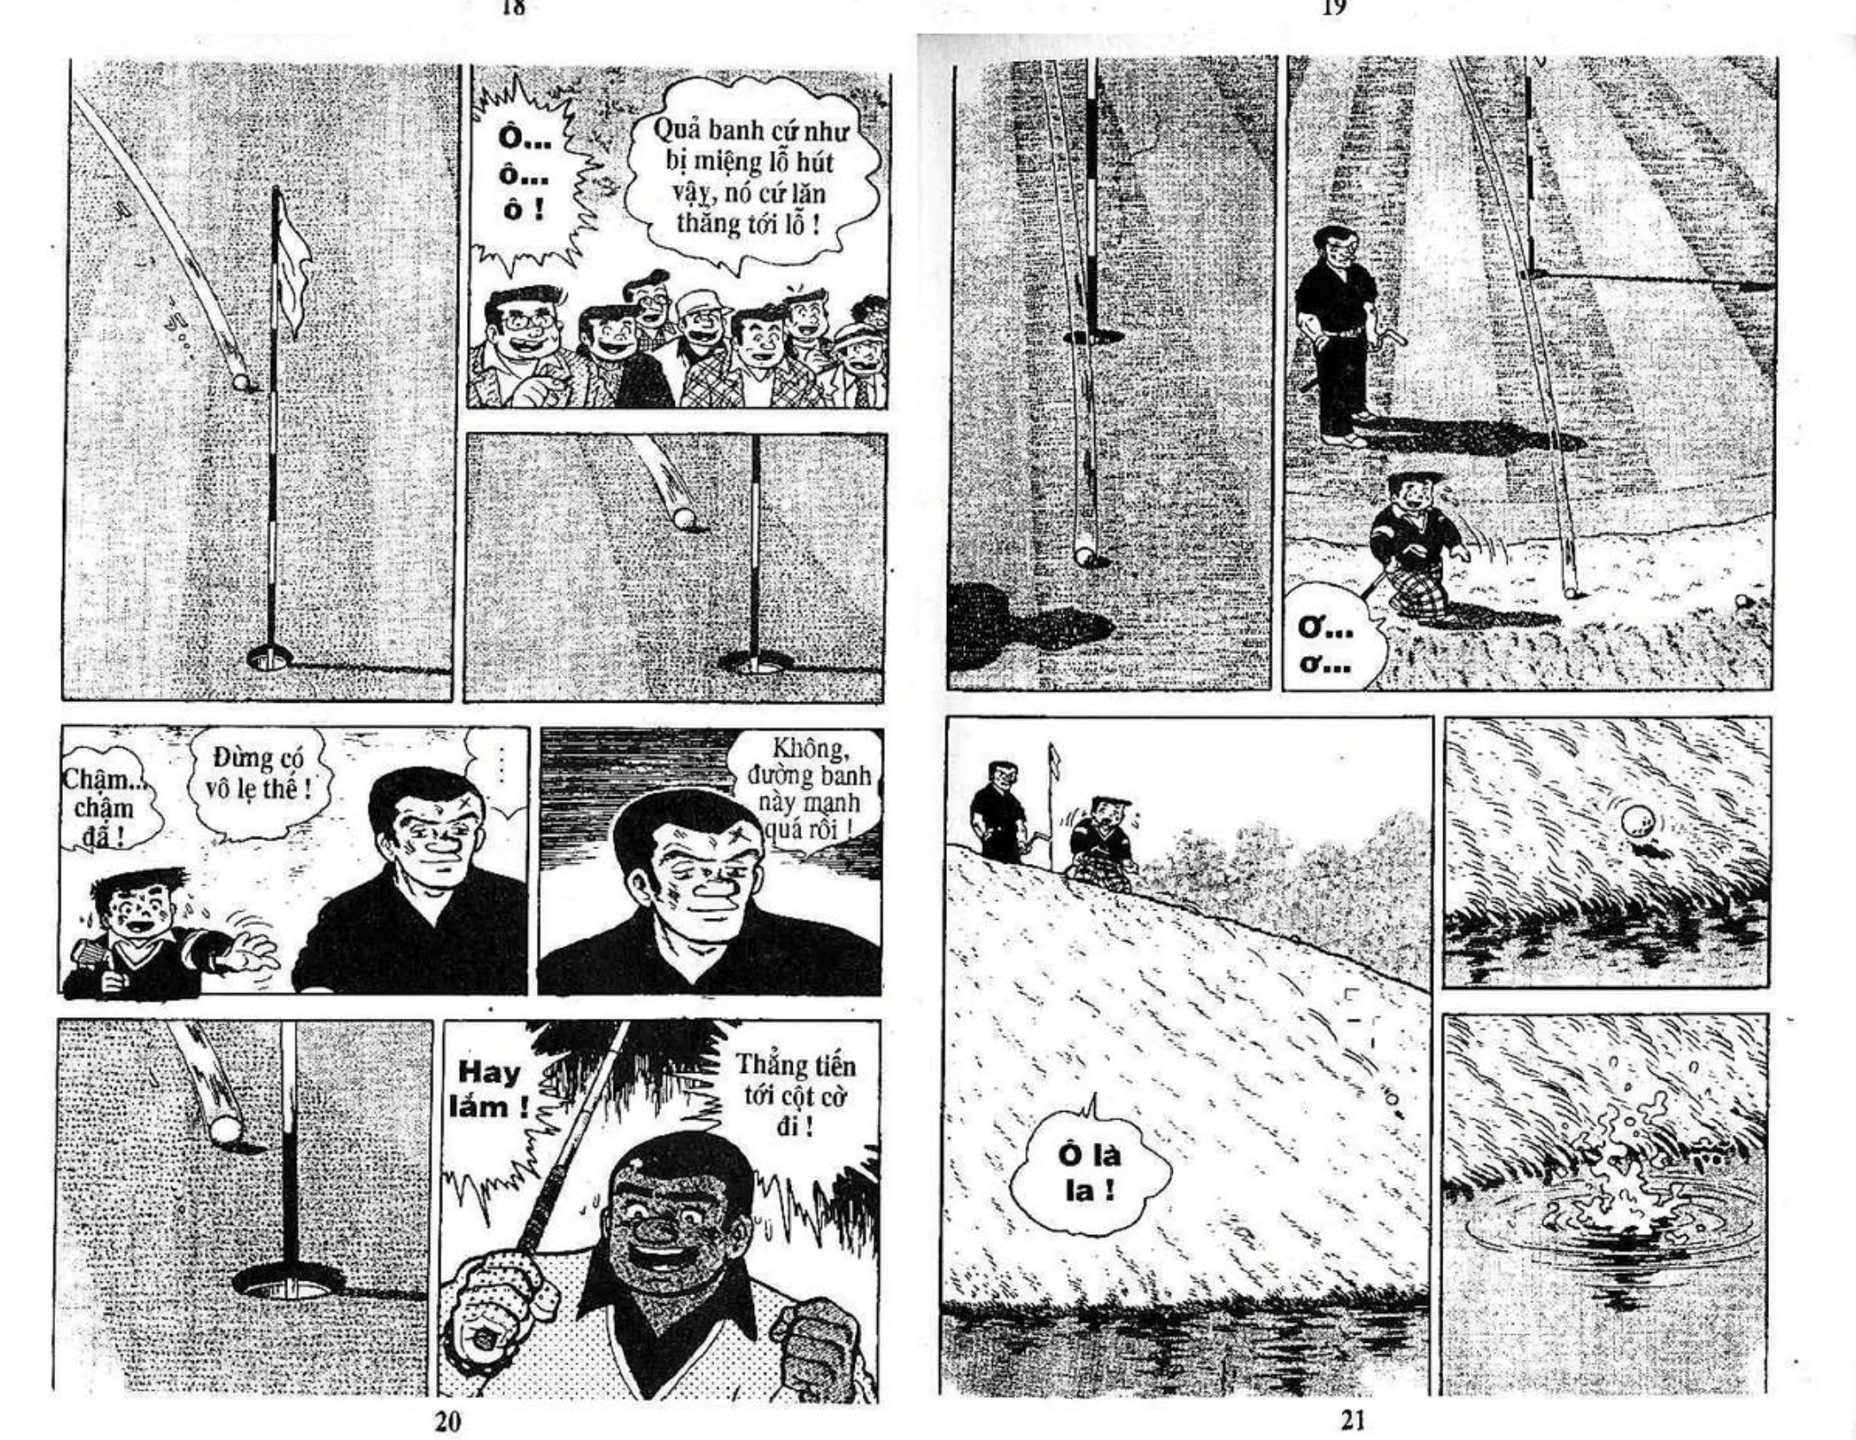 18
19
Ô...
ô...
ô !
Quả banh cứ như
bị miệng lỗ hút
vậy, nó cứ lăn
thẳng tới lỗ !
Chậm...
chậm
đã !
Đừng có
vô lẹ thế !
......
Không,
đường banh
này mạnh
quá rồi !
Hay
lắm !
Thẳng tiến
tới cột cờ
đi !
20
Ơ...
ơ...
Ô là
la !
21